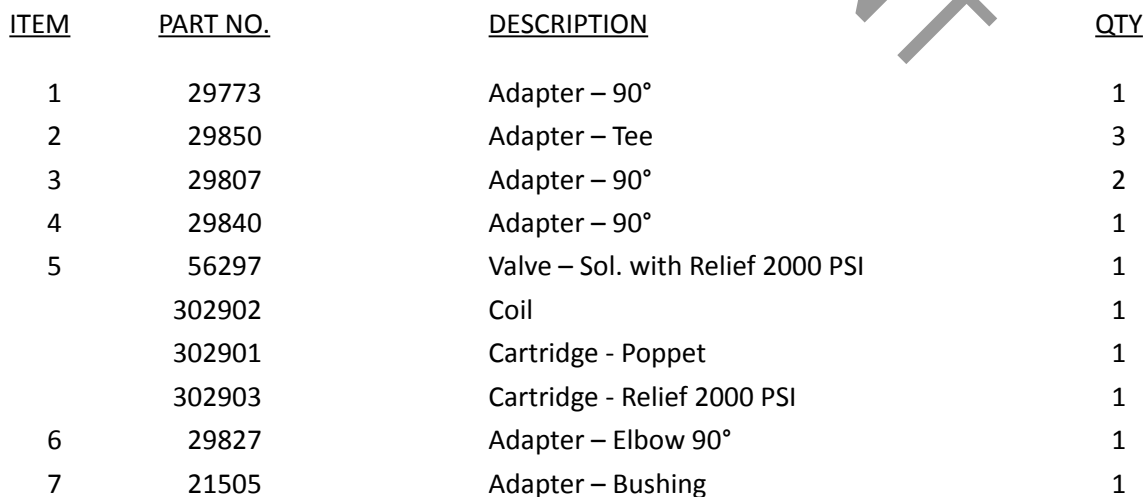 ITEM PART NO. DESCRIPTION QTY
1 29773 Adapter – 90° 1
2 29850 Adapter – Tee 3
3 29807 Adapter – 90° 2
4 29840 Adapter – 90° 1
5 56297 Valve – Sol. with Relief 2000 PSI 1
302902 Coil 1
302901 Cartridge - Poppet 1
302903 Cartridge - Relief 2000 PSI 1
6 29827 Adapter – Elbow 90° 1
7 21505 Adapter – Bushing 1